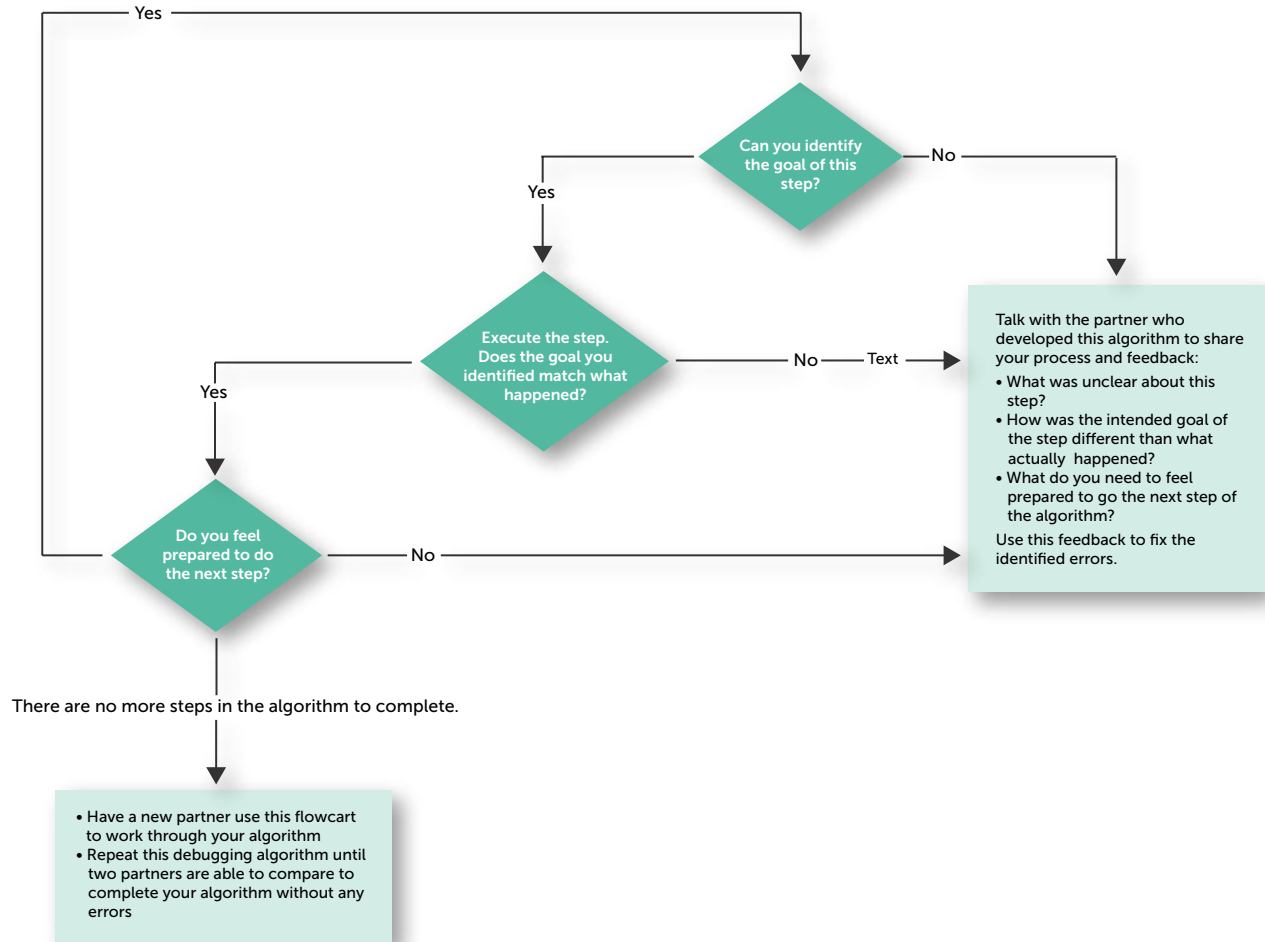 Yes
Can you identify
the goal of this
step?
No
Yes
Execute the step.
Does the goal you
identified match what
happened?
No
Text
Yes
Talk with the partner who
developed this algorithm to share
your process and feedback:
• What was unclear about this
step?
• How was the intended goal of
the step different than what
actually happened?
• What do you need to feel
prepared to go the next step of
the algorithm?
Use this feedback to fix the
identified errors.
Do you feel
prepared to do
the next step?
No
There are no more steps in the algorithm to complete.
• Have a new partner use this flowcart
to work through your algorithm
• Repeat this debugging algorithm until
two partners are able to compare to
complete your algorithm without any
errors